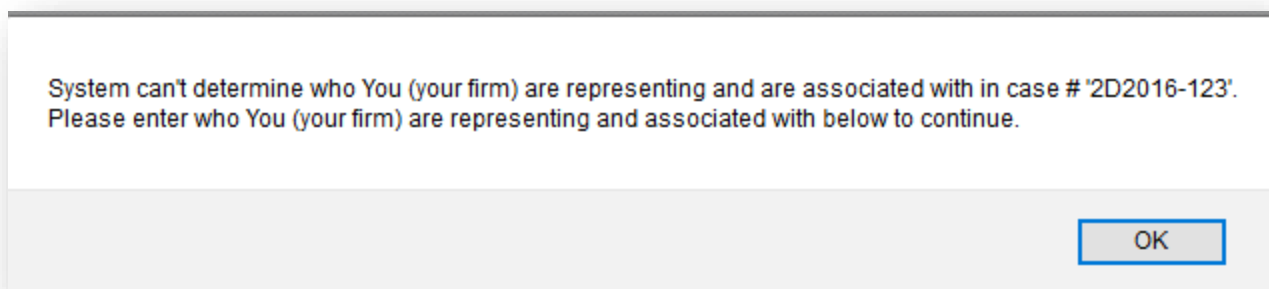 System can't determine who You (your firm) are representing and are associated with in case # '2D2016-123'.
Please enter who You (your firm) are representing and associated with below to continue.
OK